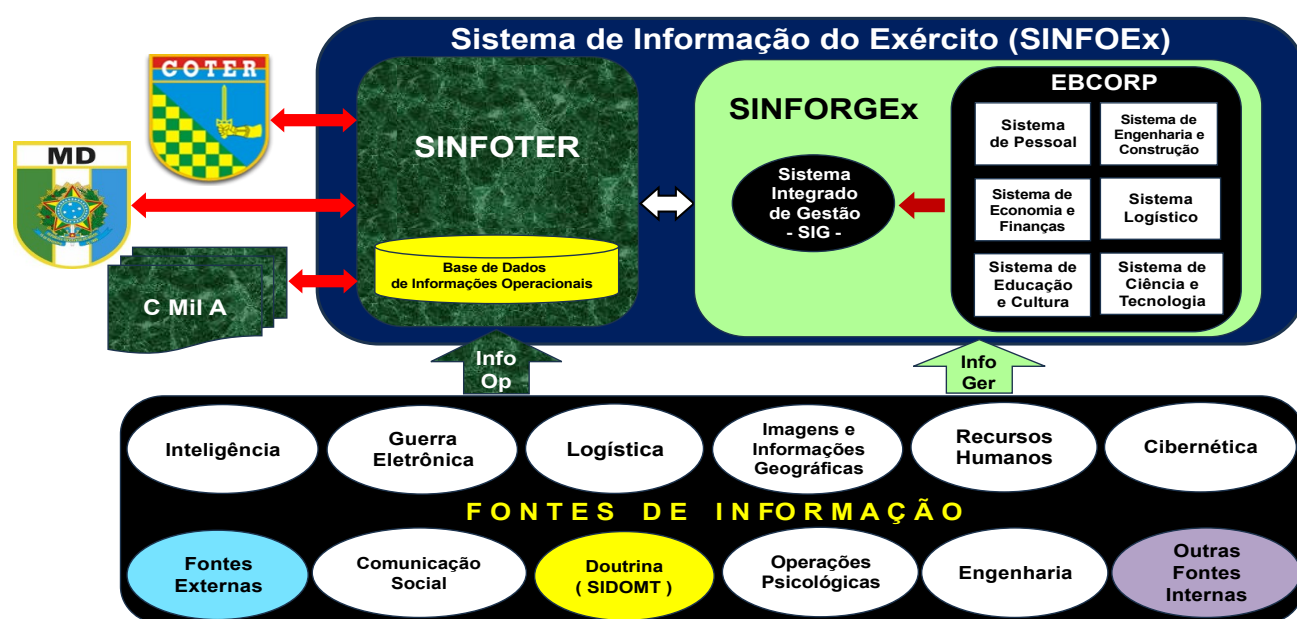 Sistema de Informação do Exército (SINFOEx)
COTER
MD
C Mil A
SINFOTER
Base de Dados
de Informações Operacionais
SINFORGEx
Sistema
Integrado
de Gestão
- SIG -
EBCORP
Sistema
de Pessoal
Sistema de
Engenharia e
Construção
Sistema de
Economia e
Finanças
Sistema
Logístico
Sistema de
Educação
e Cultura
Sistema de
Ciência e
Tecnologia
Info
Op
Info
Ger
Inteligência
Guerra
Eletrônica
Logística
Imagens e
Informações
Geográficas
Recursos
Humanos
Cibernética
FONTES DE INFORMAÇÃO
Fontes
Externas
Comunicação
Social
Doutrina
( SIDOMT )
Operações
Psicológicas
Engenharia
Outras
Fontes
Internas